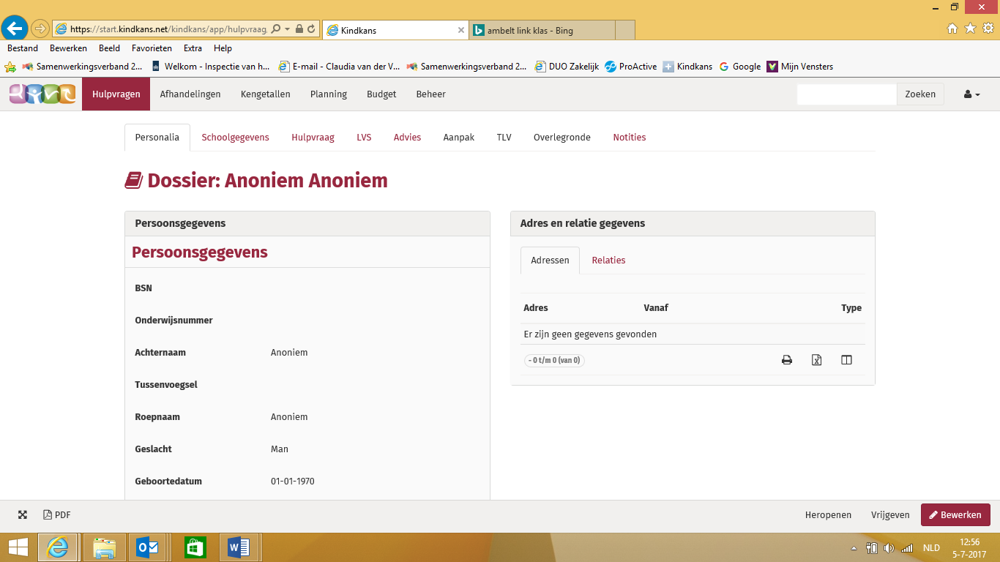 https://start.kindkans.net/kindkans/app/hulpvraag
Kindkans
ambelt link klas - Bing
Bestand Bewerken Beeld Favorieten Extra Help
Samenwerkingsverband 2... Welkom - Inspectie van h... E-mail - Claudia van der V... Samenwerkingsverband 2... DUO Zakelijk ProActive Kindkans Google Mijn Vensters
Hulpvragen Afhandelingen Kengetallen Planning Budget Beheer Zoeken
Personalia Schoolgegevens Hulpvraag LVS Advies Aanpak TLV Overlegronde Notities
Dossier: Anoniem Anoniem
Persoonsgegevens
Persoonsgegevens
BSN
Onderwijsnummer
Achternaam Anoniem
Tussenvoegsel
Roepnaam Anoniem
Geslacht Man
Geboortedatum 01-01-1970
Adres en relatie gegevens
Adressen Relaties
Adres Vanaf Type
Er zijn geen gegevens gevonden
- 0 t/m 0 (van 0)
PDF Heropenen Vrijgeven Bewerken
NLD
12:56
5-7-2017